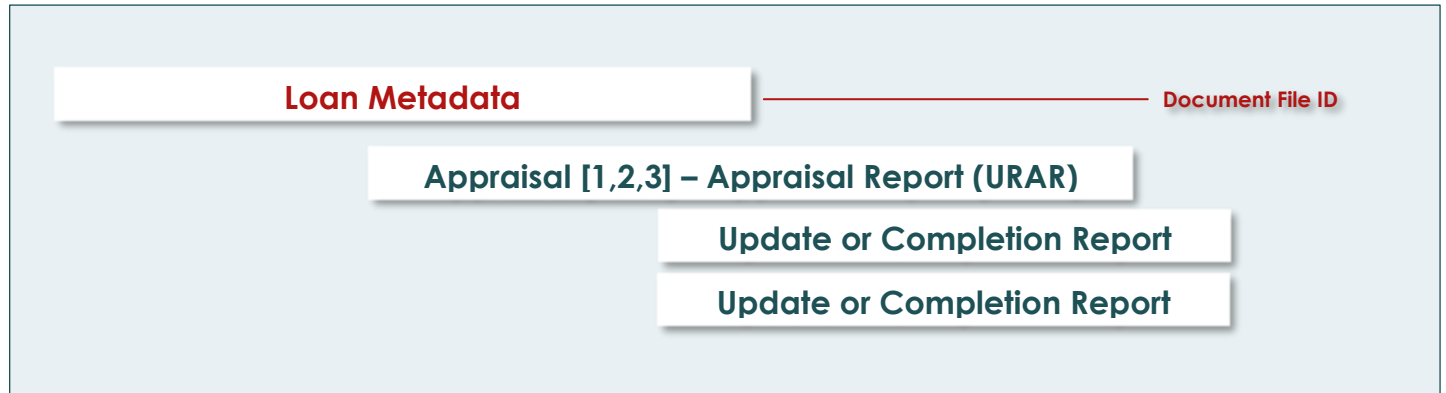 Loan Metadata
Document File ID
Appraisal [1,2,3] – Appraisal Report (URAR)
Update or Completion Report
Update or Completion Report